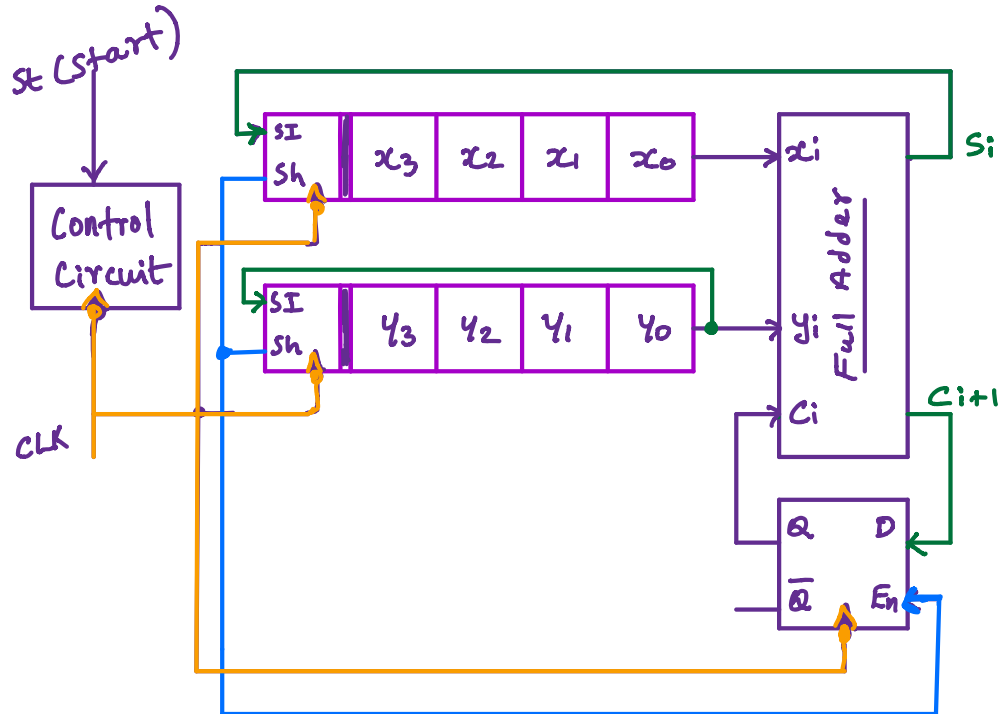 St (Start)
Control
Circuit
CLK
SI
Sh
x3 x2 x1 x0
SI
Sh
y3 y2 y1 y0
xi
yi
Ci
Full Adder
Si
Ci+1
Q D
Q̅ En